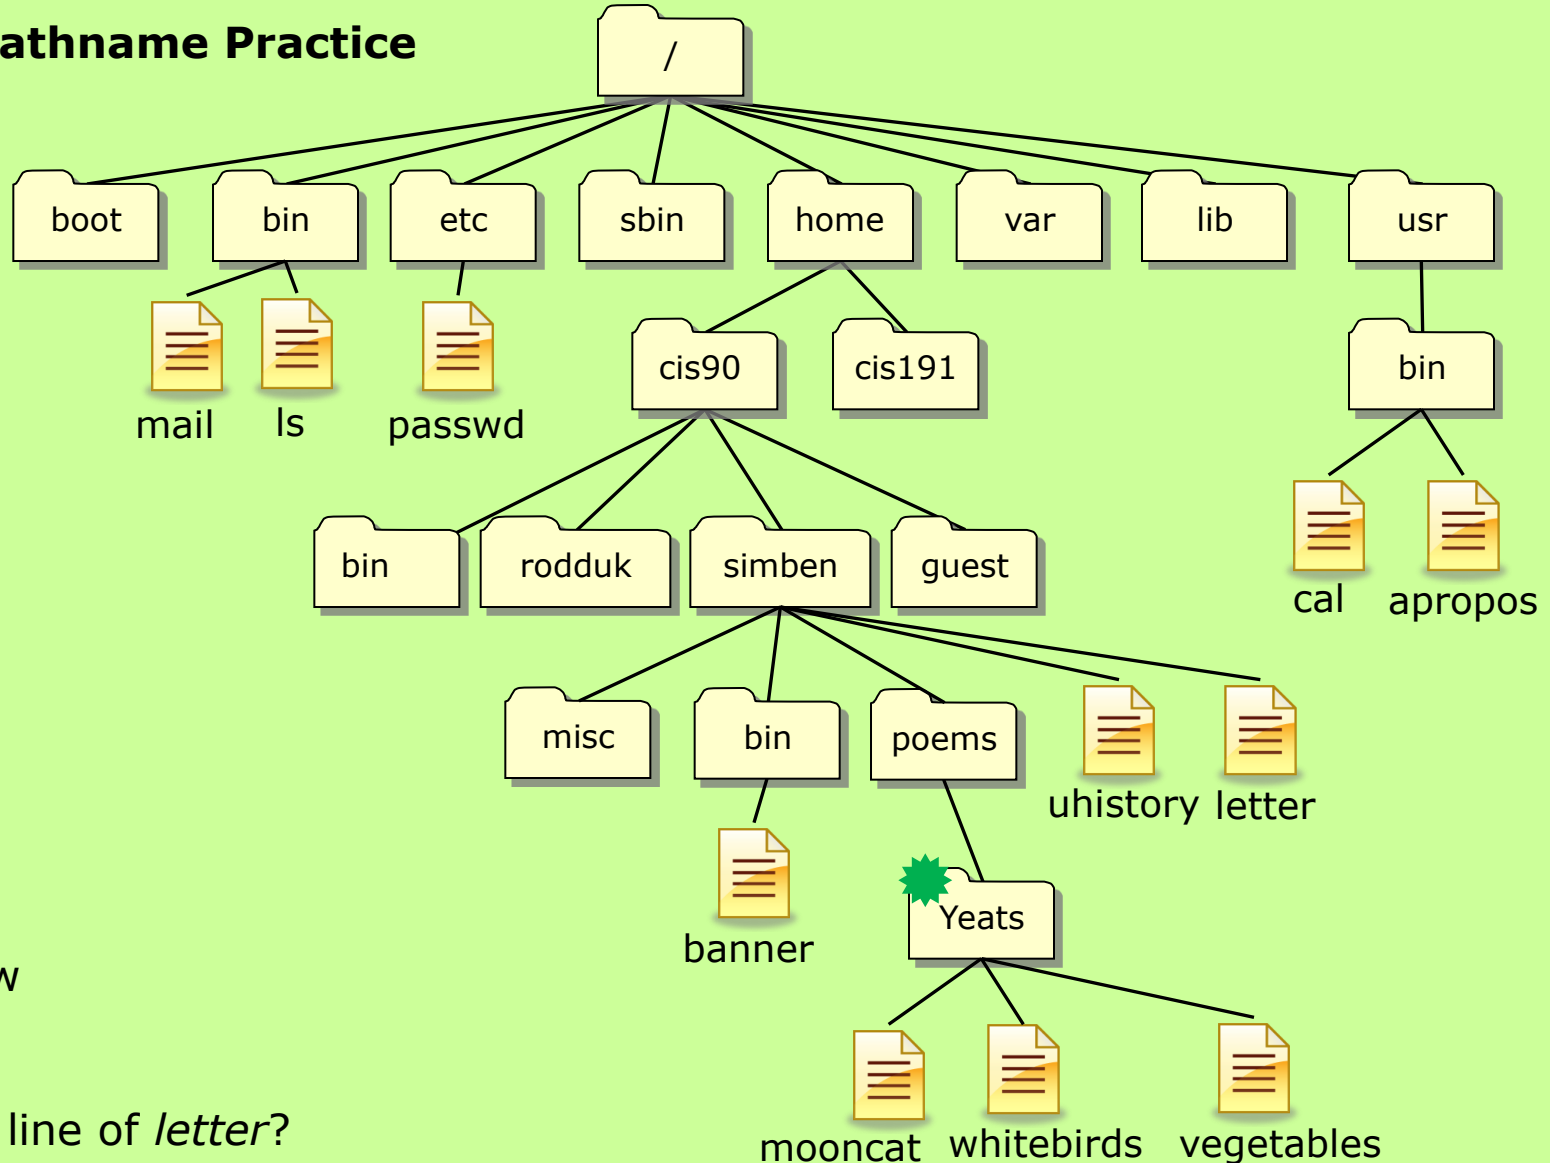 athname Practice
/
boot bin etc sbin home var lib usr
mail ls passwd
cis90 cis191 bin
bin rodduk simben guest
cal apropos
misc bin poems
uhistory letter
banner
Yeats
w
line of letter?
mooncat whitebirds vegetables